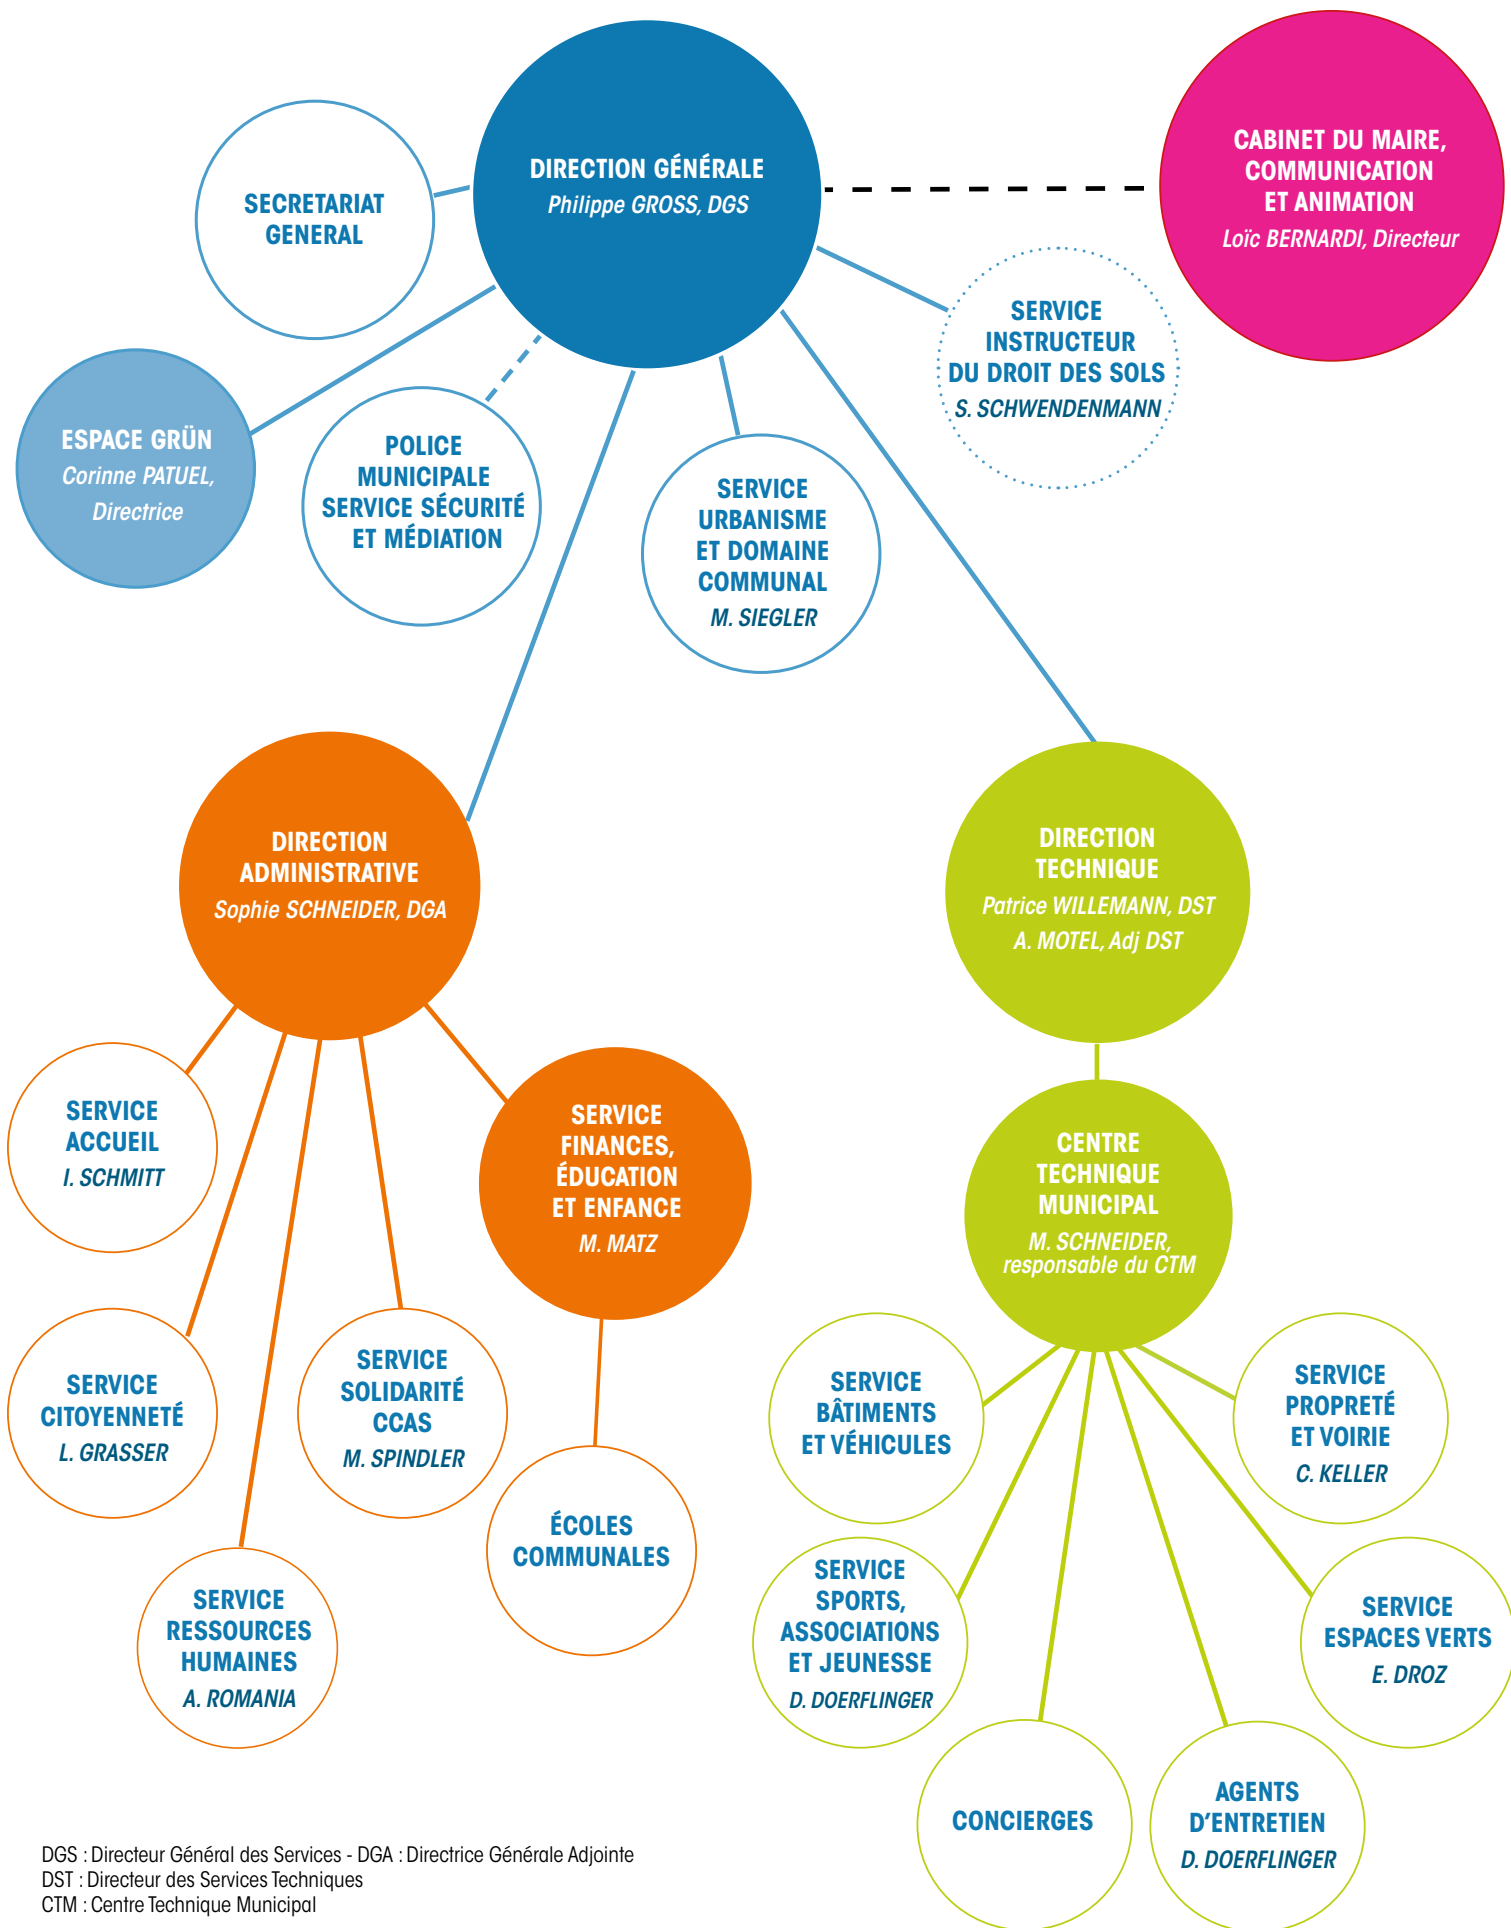 DIRECTION GÉNÉRALE
Philippe GROSS, DGS
CABINET DU MAIRE,
COMMUNICATION
ET ANIMATION
Loïc BERNARDI, Directeur
SECRETARIAT
GENERAL
SERVICE
INSTRUCTEUR
DU DROIT DES SOLS
S. SCHWENDENMANN
ESPACE GRÜN
Corinne PATUEL,
Directrice
POLICE
MUNICIPALE
SERVICE SÉCURITÉ
ET MÉDIATION
SERVICE
URBANISME
ET DOMAINE
COMMUNAL
M. SIEGLER
DIRECTION
ADMINISTRATIVE
Sophie SCHNEIDER, DGA
DIRECTION
TECHNIQUE
Patrice WILLEMANN, DST
A. MOTEL, Adj DST
SERVICE
ACCUEIL
I. SCHMITT
SERVICE
FINANCES,
ÉDUCATION
ET ENFANCE
M. MATZ
CENTRE
TECHNIQUE
MUNICIPAL
M. SCHNEIDER,
responsable du CTM
SERVICE
CITOYENNETÉ
L. GRASSER
SERVICE
SOLIDARITÉ
CCAS
M. SPINDLER
SERVICE
BÂTIMENTS
ET VÉHICULES
SERVICE
PROPRETÉ
ET VOIRIE
C. KELLER
ÉCOLES
COMMUNALES
SERVICE
RESSOURCES
HUMAINES
A. ROMANIA
SERVICE
SPORTS,
ASSOCIATIONS
ET JEUNESSE
D. DOERFLINGER
SERVICE
ESPACES VERTS
E. DROZ
CONCIERGES
AGENTS
D'ENTRETIEN
D. DOERFLINGER
DGS : Directeur Général des Services - DGA : Directrice Générale Adjointe
DST : Directeur des Services Techniques
CTM : Centre Technique Municipal